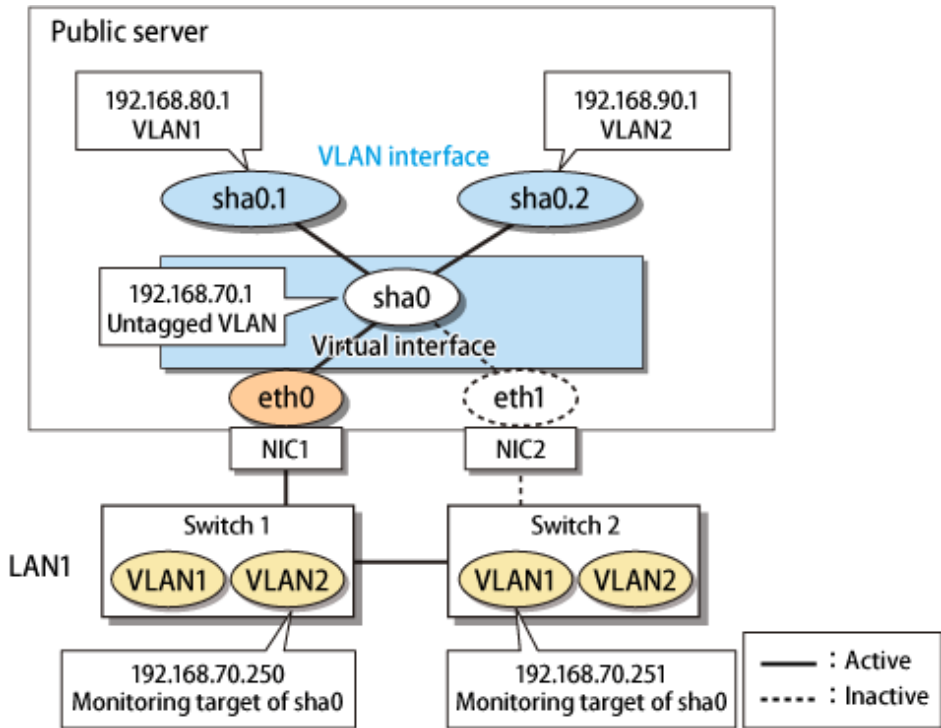 Public server
192.168.80.1
VLAN1
192.168.90.1
VLAN2
VLAN interface
sha0.1
sha0.2
192.168.70.1
Untagged VLAN
sha0
Virtual interface
eth0
eth1
NIC1
NIC2
Switch 1
Switch 2
LAN1
VLAN1
VLAN2
VLAN1
VLAN2
192.168.70.250
Monitoring target of sha0
192.168.70.251
Monitoring target of sha0
: Active
: Inactive